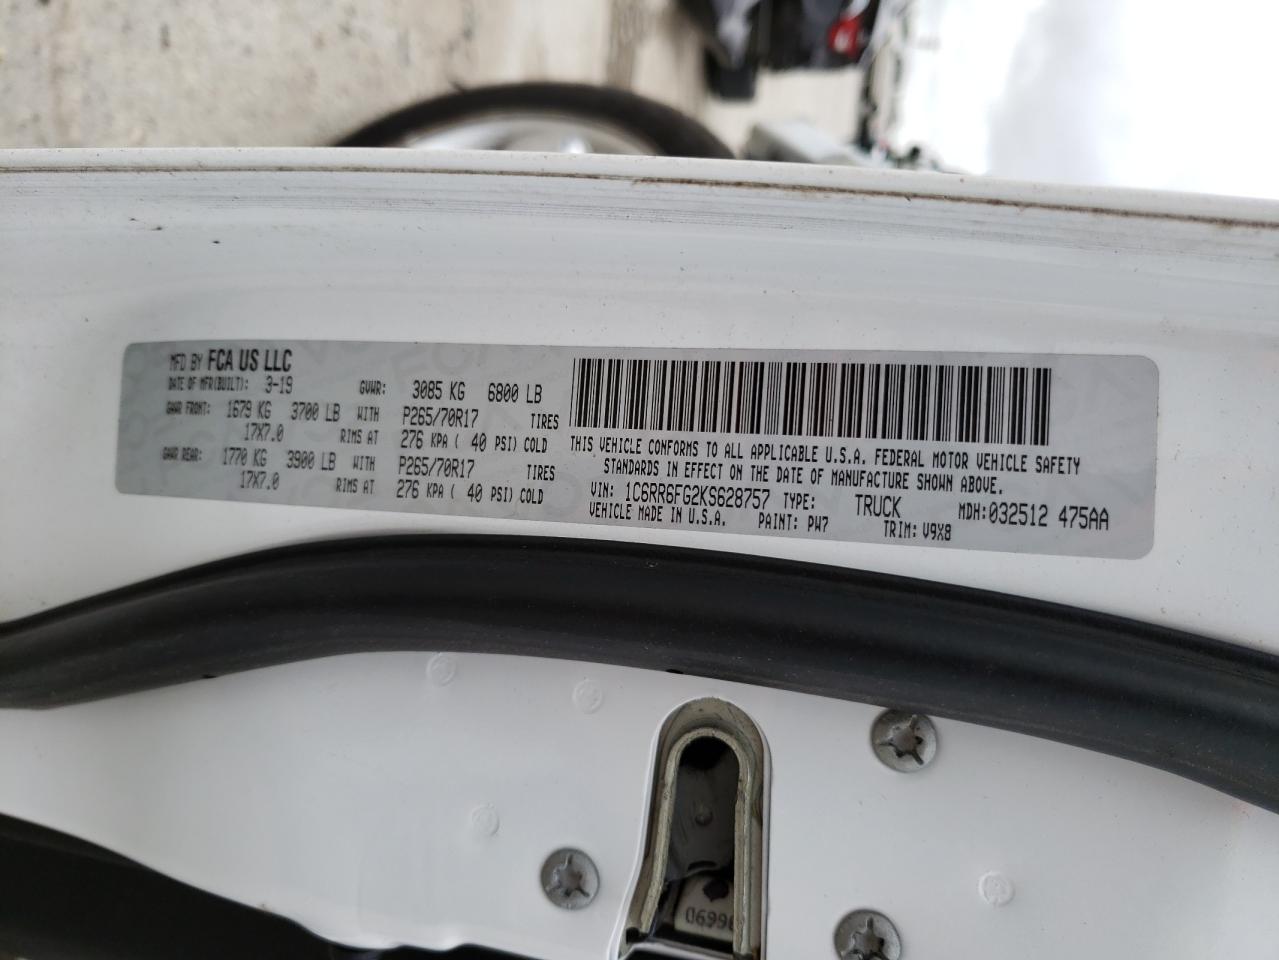 MFD BY FCA US LLC
DATE OF MFR(BUILT): 3-19 GVWR: 3085 KG 6800 LB
GAWR FRONT: 1679 KG 3700 LB WITH P265/70R17 TIRES
17X7.0 RIMS AT 276 KPA ( 40 PSI) COLD
GAWR REAR: 1770 KG 3900 LB WITH P265/70R17 TIRES
17X7.0 RIMS AT 276 KPA ( 40 PSI) COLD
THIS VEHICLE CONFORMS TO ALL APPLICABLE U.S.A. FEDERAL MOTOR VEHICLE SAFETY
STANDARDS IN EFFECT ON THE DATE OF MANUFACTURE SHOWN ABOVE.
VIN: 1C6RR6FG2KS628757 TYPE: TRUCK MDH:032512 475AA
VEHICLE MADE IN U.S.A. PAINT: PW7 TRIM: V9X8